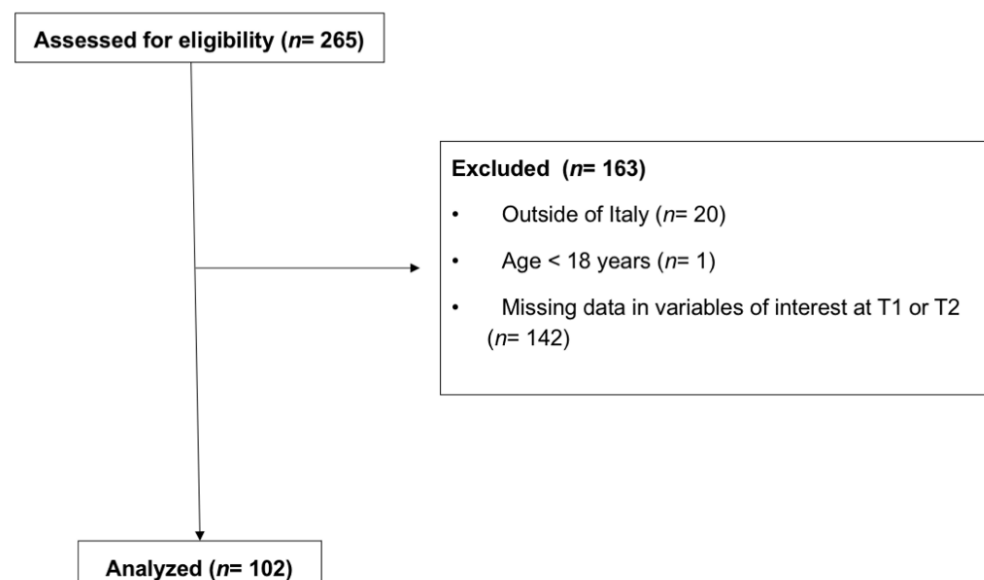 Assessed for eligibility (n= 265)
Excluded (n= 163)
• Outside of Italy (n= 20)
• Age < 18 years (n= 1)
• Missing data in variables of interest at T1 or T2
(n= 142)
Analyzed (n= 102)